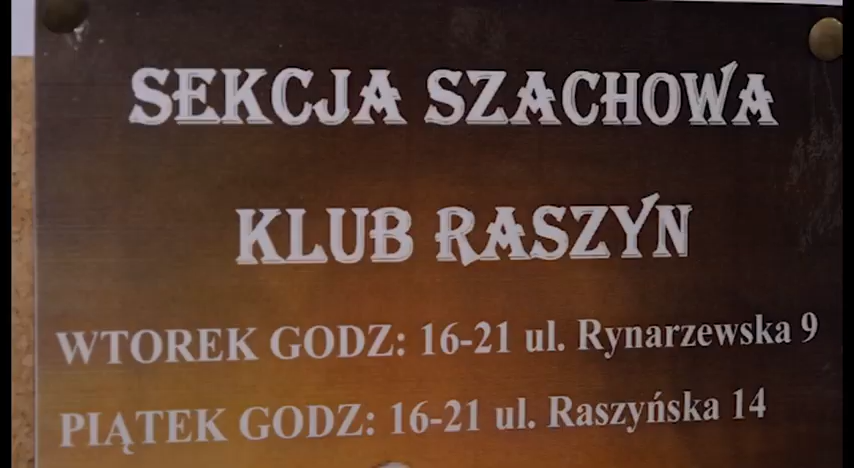 SEKCJA SZACHOWA
KLUB RASZYN
WTOREK GODZ: 16-21 ul. Rynarzewska 9
PIĄTEK GODZ: 16-21 ul. Raszyńska 14